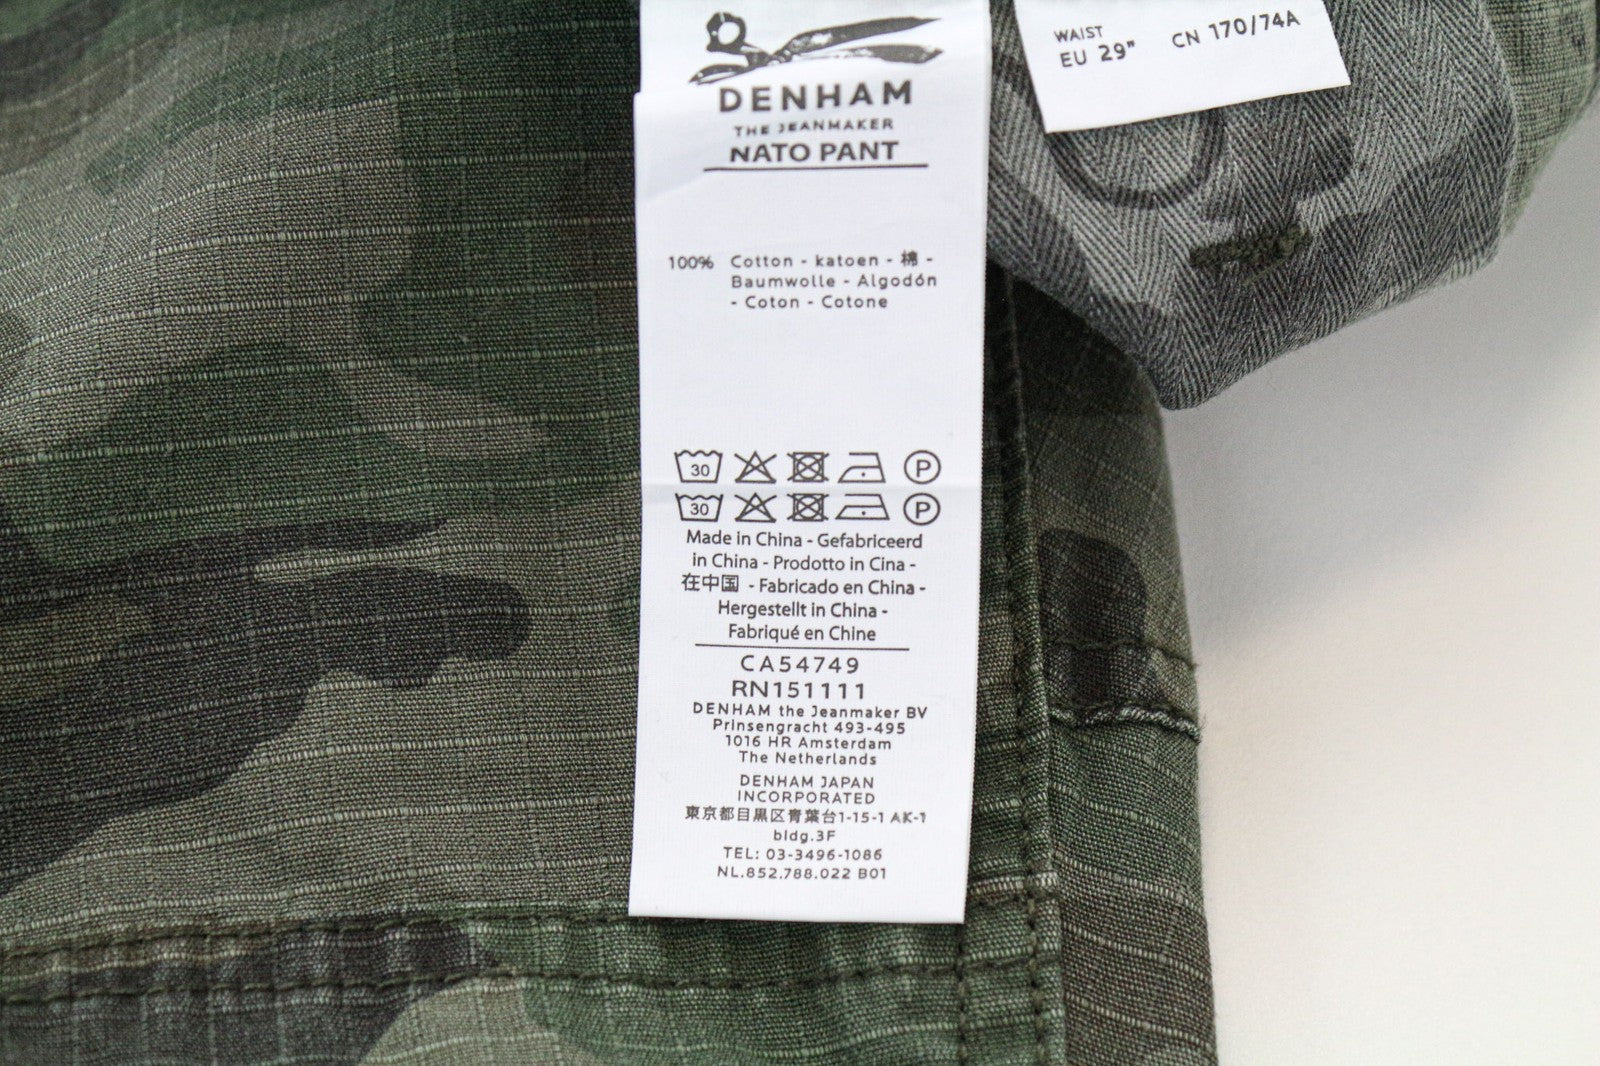 DENHAM
THE JEANMAKER
NATO PANT
WAIST
EU 29" CN 170/74A
100% Cotton - katoen - 棉 -
Baumwolle - Algodón
- Coton - Cotone
30 P
30 P
Made in China - Gefabriceerd
in China - Prodotto in Cina -
在中国 - Fabricado en China -
Hergestellt in China -
Fabriqué en Chine
CA54749
RN151111
DENHAM the Jeanmaker BV
Prinsengracht 493-495
1016 HR Amsterdam
The Netherlands
DENHAM JAPAN
INCORPORATED
東京都目黒区青葉台1-15-1 AK-1
bldg.3F
TEL: 03-3496-1086
NL.852.788.022 B01